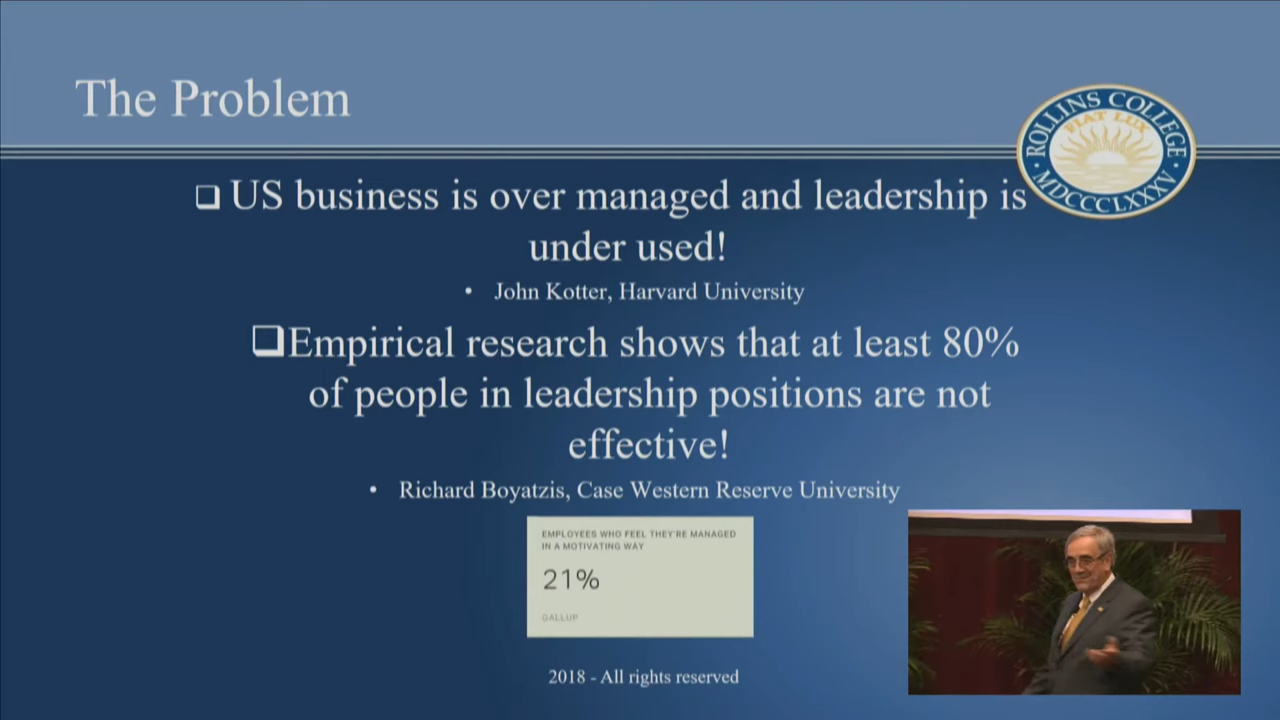 The Problem
ROLLINS COLLEGE
FIAT LUX
MDCCCLXXXV
❑ US business is over managed and leadership is
under used!
• John Kotter, Harvard University
❑Empirical research shows that at least 80%
of people in leadership positions are not
effective!
• Richard Boyatzis, Case Western Reserve University
EMPLOYEES WHO FEEL THEY'RE MANAGED
IN A MOTIVATING WAY
21%
GALLUP
2018 - All rights reserved